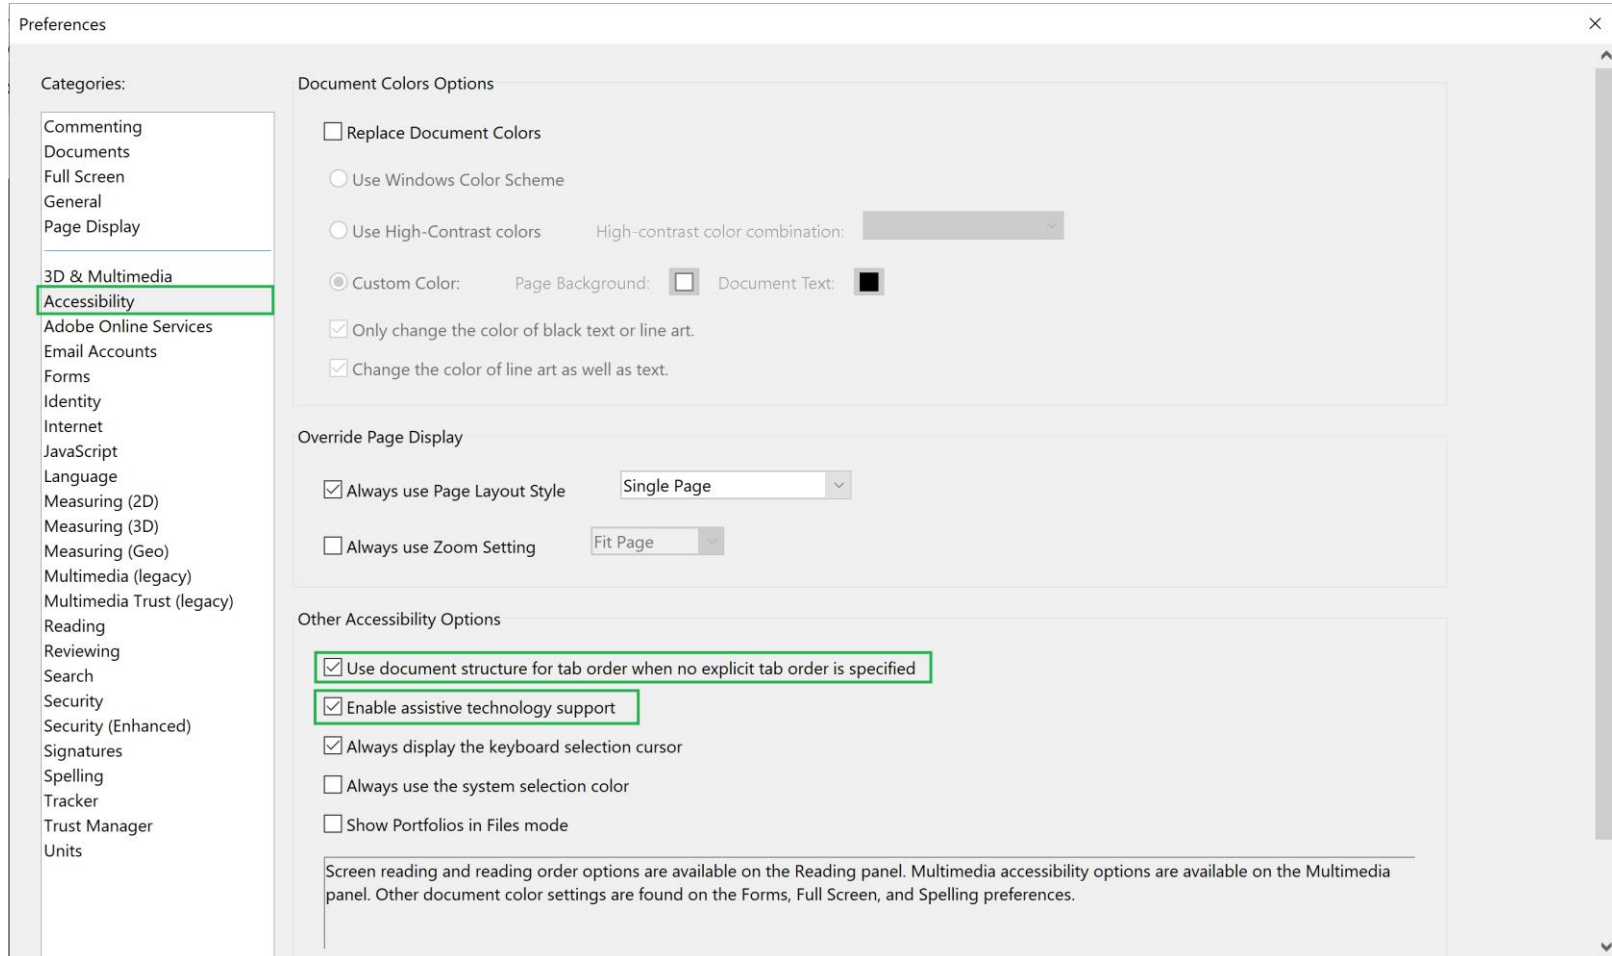 Preferences
Categories:
Commenting
Documents
Full Screen
General
Page Display
3D & Multimedia
Accessibility
Adobe Online Services
Email Accounts
Forms
Identity
Internet
JavaScript
Language
Measuring (2D)
Measuring (3D)
Measuring (Geo)
Multimedia (legacy)
Multimedia Trust (legacy)
Reading
Reviewing
Search
Security
Security (Enhanced)
Signatures
Spelling
Tracker
Trust Manager
Units
Document Colors Options
Replace Document Colors
Use Windows Color Scheme
Use High-Contrast colors High-contrast color combination:
Custom Color: Page Background: Document Text:
Only change the color of black text or line art.
Change the color of line art as well as text.
Override Page Display
Always use Page Layout Style Single Page
Always use Zoom Setting Fit Page
Other Accessibility Options
Use document structure for tab order when no explicit tab order is specified
Enable assistive technology support
Always display the keyboard selection cursor
Always use the system selection color
Show Portfolios in Files mode
Screen reading and reading order options are available on the Reading panel. Multimedia accessibility options are available on the Multimedia
panel. Other document color settings are found on the Forms, Full Screen, and Spelling preferences.